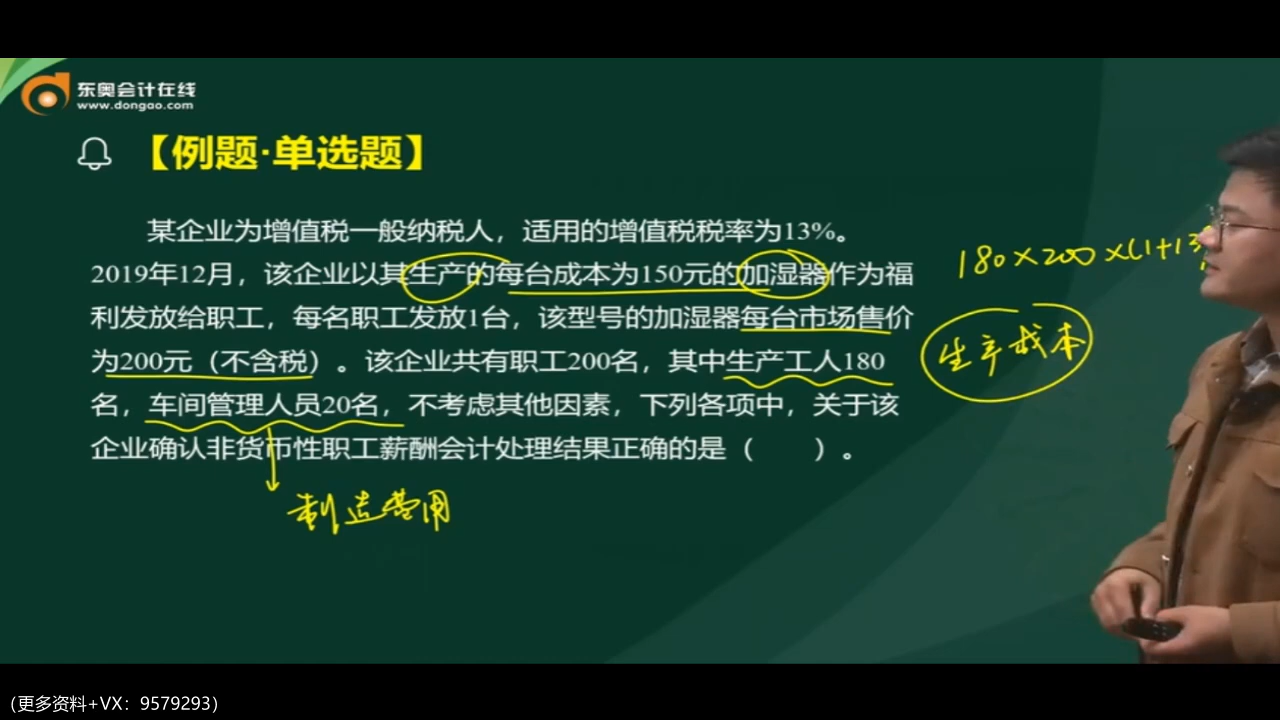 东奥会计在线
www.dongao.com
【例题·单选题】
某企业为增值税一般纳税人，适用的增值税税率为13%。
2019年12月，该企业以其生产的每台成本为150元的加湿器作为福
利发放给职工，每名职工发放1台，该型号的加湿器每台市场售价
为200元（不含税）。该企业共有职工200名，其中生产工人180
名，车间管理人员20名，不考虑其他因素，下列各项中，关于该
企业确认非货币性职工薪酬会计处理结果正确的是（　　）。
180×200×(1+13
生产成本
制造费用
(更多资料+VX：9579293)